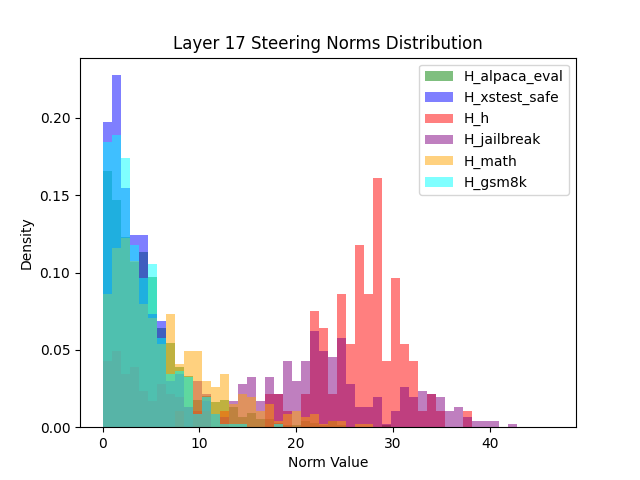 Layer 17 Steering Norms Distribution
H_alpaca_eval
H_xstest_safe
H_h
H_jailbreak
H_math
H_gsm8k
0.20
0.15
0.10
0.05
0.00
Density
0
10
20
30
40
Norm Value